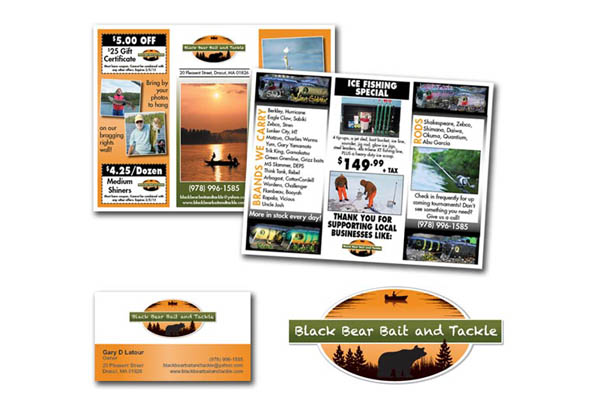 $5.00 OFF
$25 Gift
Certificate
Bring by
your
photos
to hang
on our
bragging
rights
wall!
$4.25/Dozen
Medium
Shiners
Black Bear Bait and Tackle
20 Pleasent Street, Dracut, MA 01826
(978) 996-1585
blackbearbaitandtackle@yahoo.com
www.blackbearbaitandtackle.com
BRANDS WE CARRY
Berkley, Hurricane
Eagle Claw, Sabiki
Zebco, Stren
Junker City, HT
Matton, Charlies Worms
Yum, Gary Yamamoto
Trik King, Gamakatsu
Green Greenline, Grizz baits
MS Slammer, DEPS
Think Tank, Rebel
Arbogast, CottonCordell
Wordens, Challenger
Flambeau, Booyah
Rapala, Vicious
Uncle Josh
More in stock every day!
ICE FISHING
SPECIAL
$149.99
+ TAX
THANK YOU FOR
SUPPORTING LOCAL
BUSINESSES LIKE:
RODS
Shakespeare, Zebco,
Shimano, Daiwa,
Okuma, Quantum,
Abu Garcia
Check in frequently for up
coming tournaments! Don't
see something you need?
Give us a call!
(978) 996-1585
Black Bear Bait and Tackle
Gary D Latour
Owner
20 Pleasent Street
Dracut, MA 01826
(978) 996-1585
blackbearbaitandtackle@yahoo.com
www.blackbearbaitandtackle.com
Black Bear Bait and Tackle